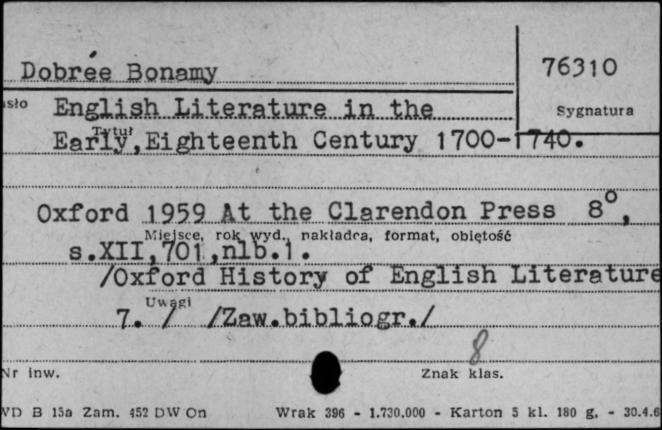 Dobrée Bonamy
76310
sło
Sygnatura
English Literature in the
Tytuł
Early,Eighteenth Century 1700-1740.
Oxford 1959 At the Clarendon Press 8°,
Miejsce, rok wyd., nakładca, format, objętość
s.XII,701,nlb.1.
/Oxford History of English Literature
Uwagi
7. / /Zaw.bibliogr./
8
Nr inw.
Znak klas.
WD B 15a Zam. 452 DW On
Wrak 396 - 1.730.000 - Karton 5 kl. 180 g. - 30.4.6